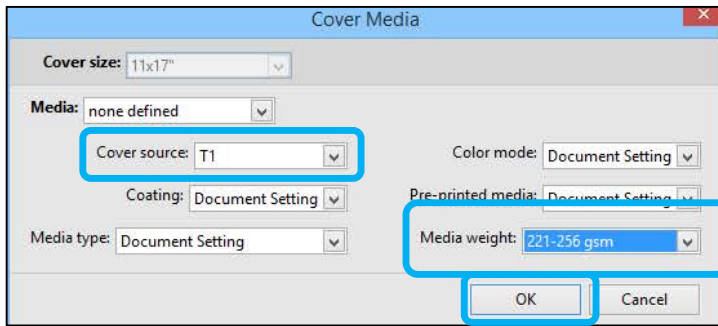 Cover Media
Cover size: 11x17"
Media: none defined
Cover source: T1
Color mode: Document Setting
Coating: Document Setting
Pre-printed media: Document Setting
Media type: Document Setting
Media weight: 221-256 gsm
OK Cancel